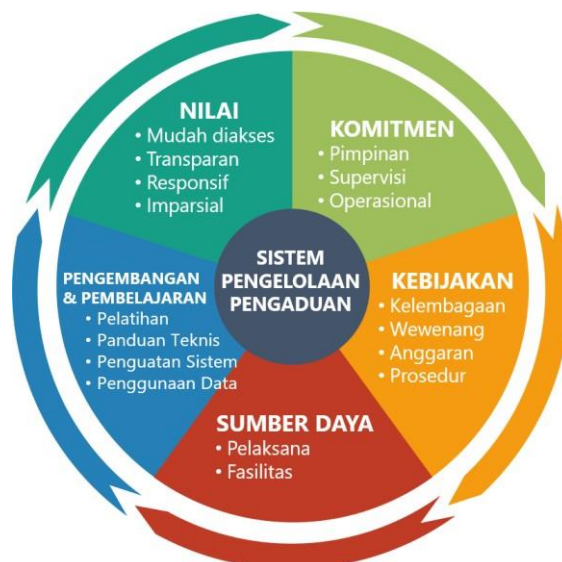 NILAI
• Mudah diakses
• Transparan
• Responsif
• Imparsial
KOMITMEN
• Pimpinan
• Supervisi
• Operasional
SISTEM
PENGELOLAAN
PENGADUAN
KEBIJAKAN
• Kelembagaan
• Wewenang
• Anggaran
• Prosedur
SUMBER DAYA
• Pelaksana
• Fasilitas
PENGEMBANGAN
& PEMBELAJARAN
• Pelatihan
• Panduan Teknis
• Penguatan Sistem
• Penggunaan Data